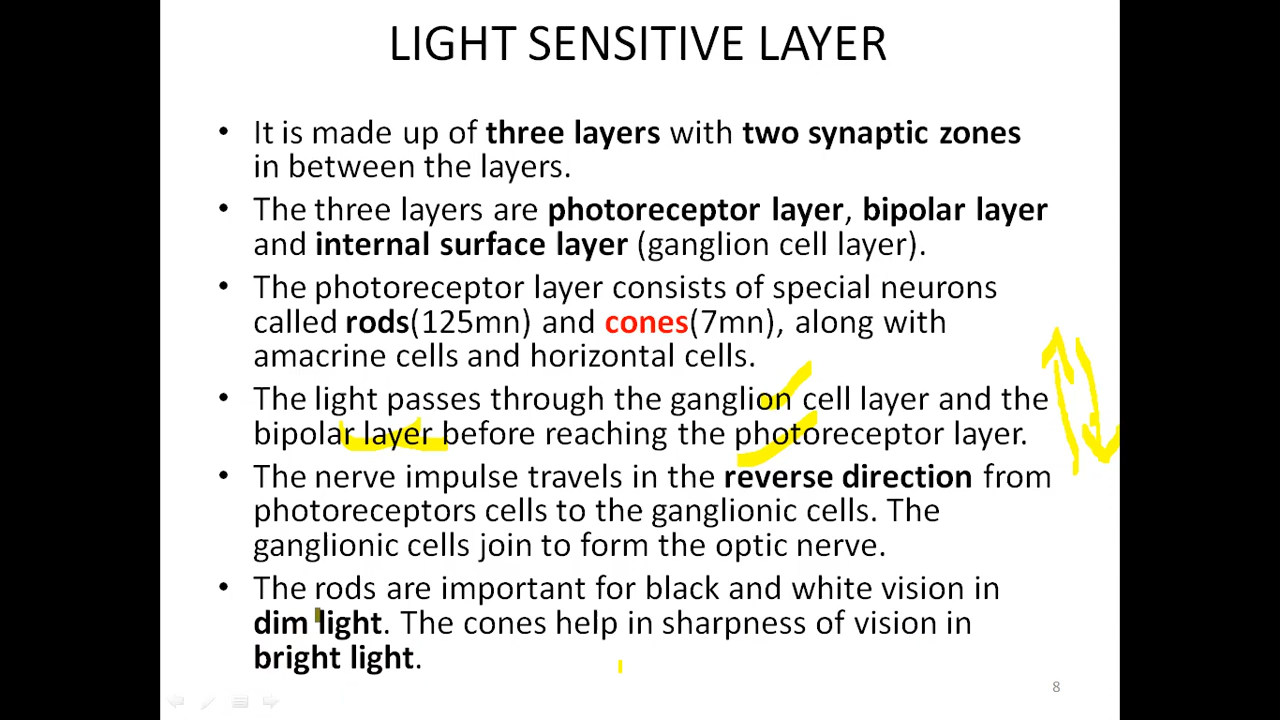 LIGHT SENSITIVE LAYER
• It is made up of three layers with two synaptic zones
in between the layers.
• The three layers are photoreceptor layer, bipolar layer
and internal surface layer (ganglion cell layer).
• The photoreceptor layer consists of special neurons
called rods(125mn) and cones(7mn), along with
amacrine cells and horizontal cells.
• The light passes through the ganglion cell layer and the
bipolar layer before reaching the photoreceptor layer.
• The nerve impulse travels in the reverse direction from
photoreceptors cells to the ganglionic cells. The
ganglionic cells join to form the optic nerve.
• The rods are important for black and white vision in
dim light. The cones help in sharpness of vision in
bright light.
8